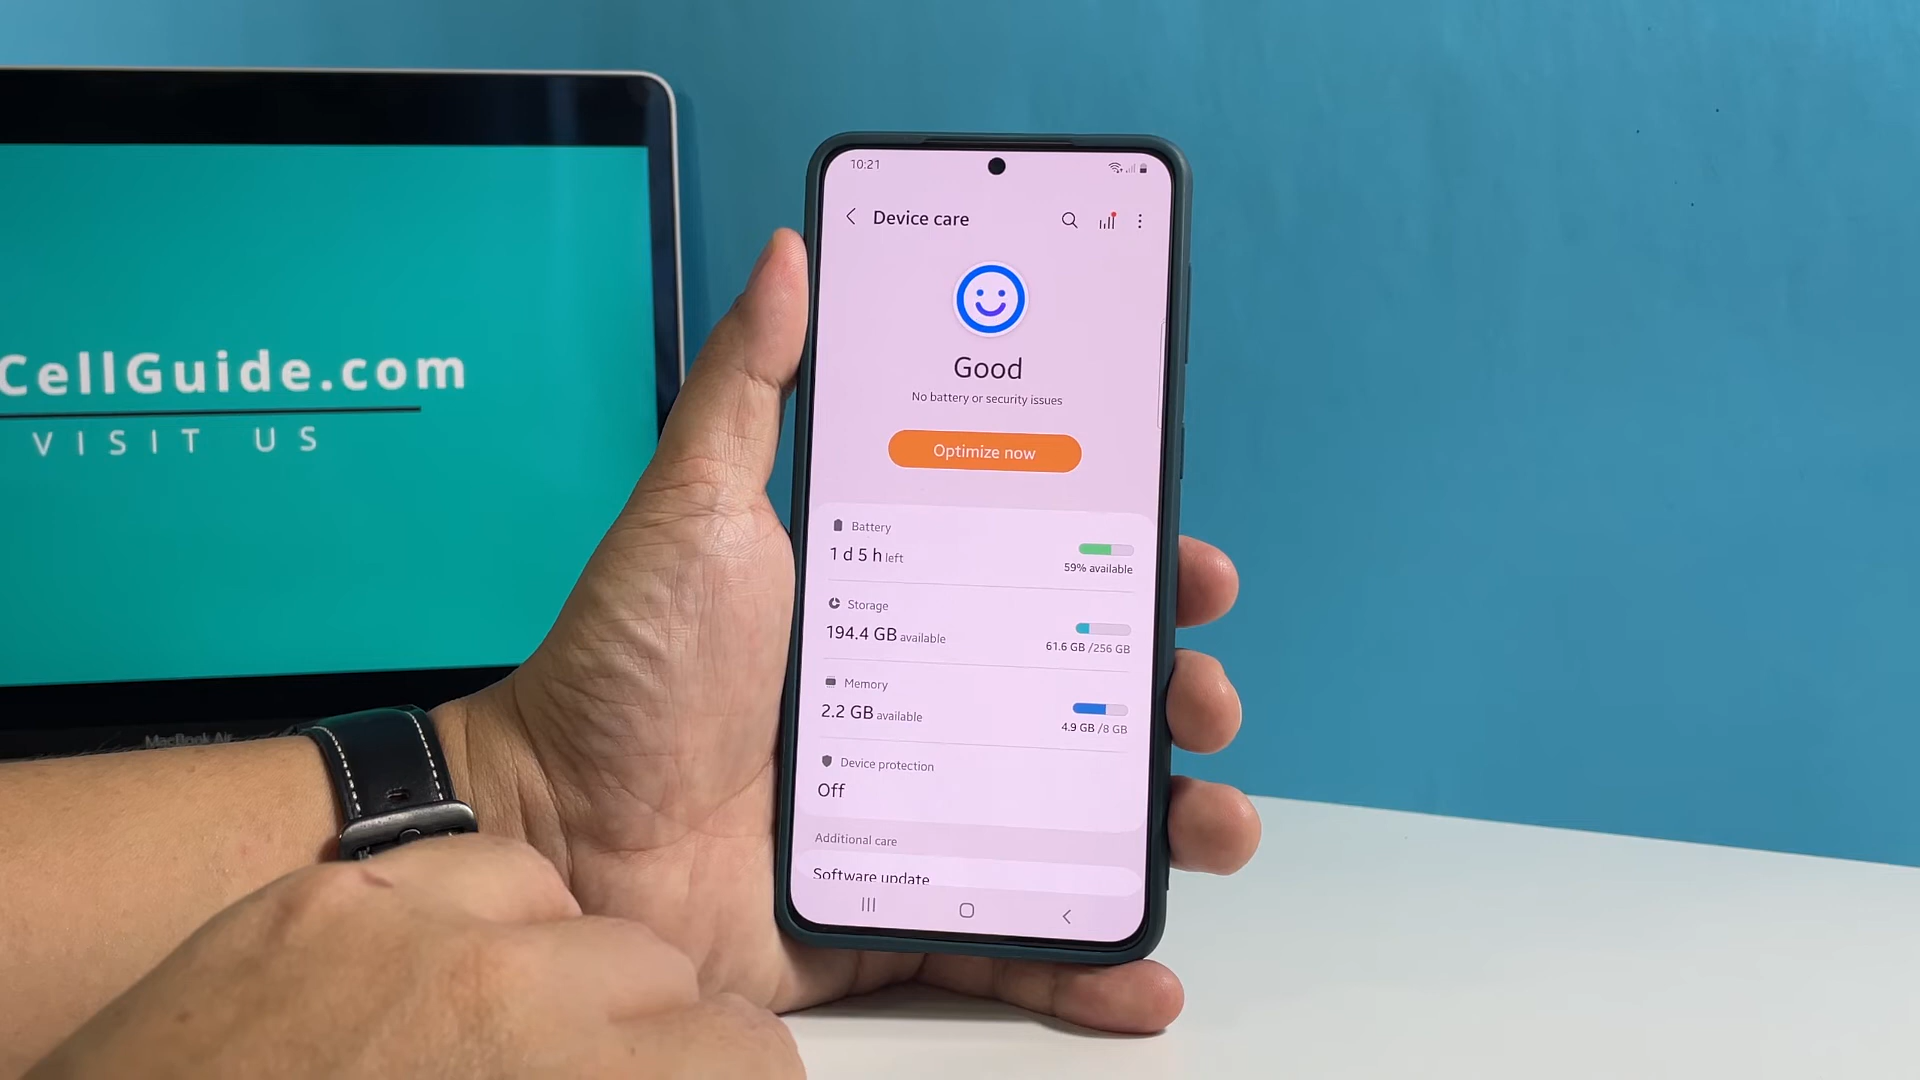 CellGuide.com
VISIT US
MacBook Air
10:21
Device care
Good
No battery or security issues
Optimize now
Battery
1 d 5 h left
59% available
Storage
194.4 GB available
61.6 GB /256 GB
Memory
2.2 GB available
4.9 GB /8 GB
Device protection
Off
Additional care
Software update